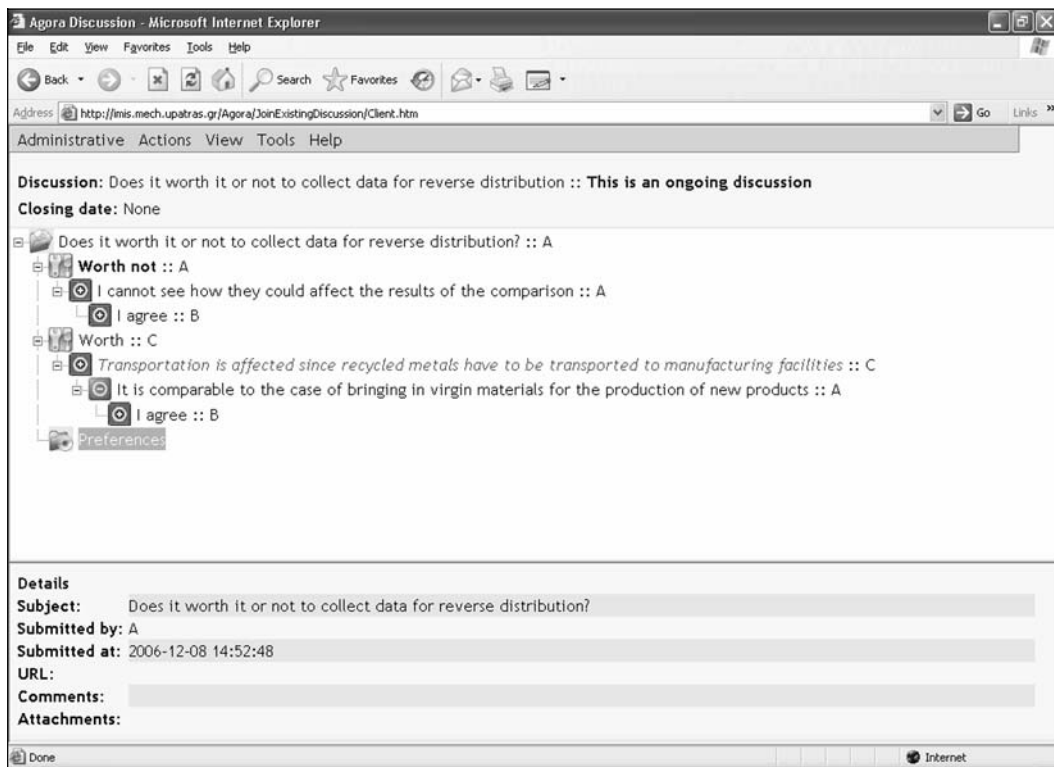 Agora Discussion - Microsoft Internet Explorer
File Edit View Favorites Tools Help
Back Search Favorites
Address http://imis.mech.upatras.gr/Agora/JoinExistingDiscussion/Client.htm Go Links »
Administrative Actions View Tools Help
Discussion: Does it worth it or not to collect data for reverse distribution :: This is an ongoing discussion
Closing date: None
Does it worth it or not to collect data for reverse distribution? :: A
Worth not :: A
I cannot see how they could affect the results of the comparison :: A
I agree :: B
Worth :: C
Transportation is affected since recycled metals have to be transported to manufacturing facilities :: C
It is comparable to the case of bringing in virgin materials for the production of new products :: A
I agree :: B
Preferences
Details
Subject: Does it worth it or not to collect data for reverse distribution?
Submitted by: A
Submitted at: 2006-12-08 14:52:48
URL:
Comments:
Attachments:
Done Internet